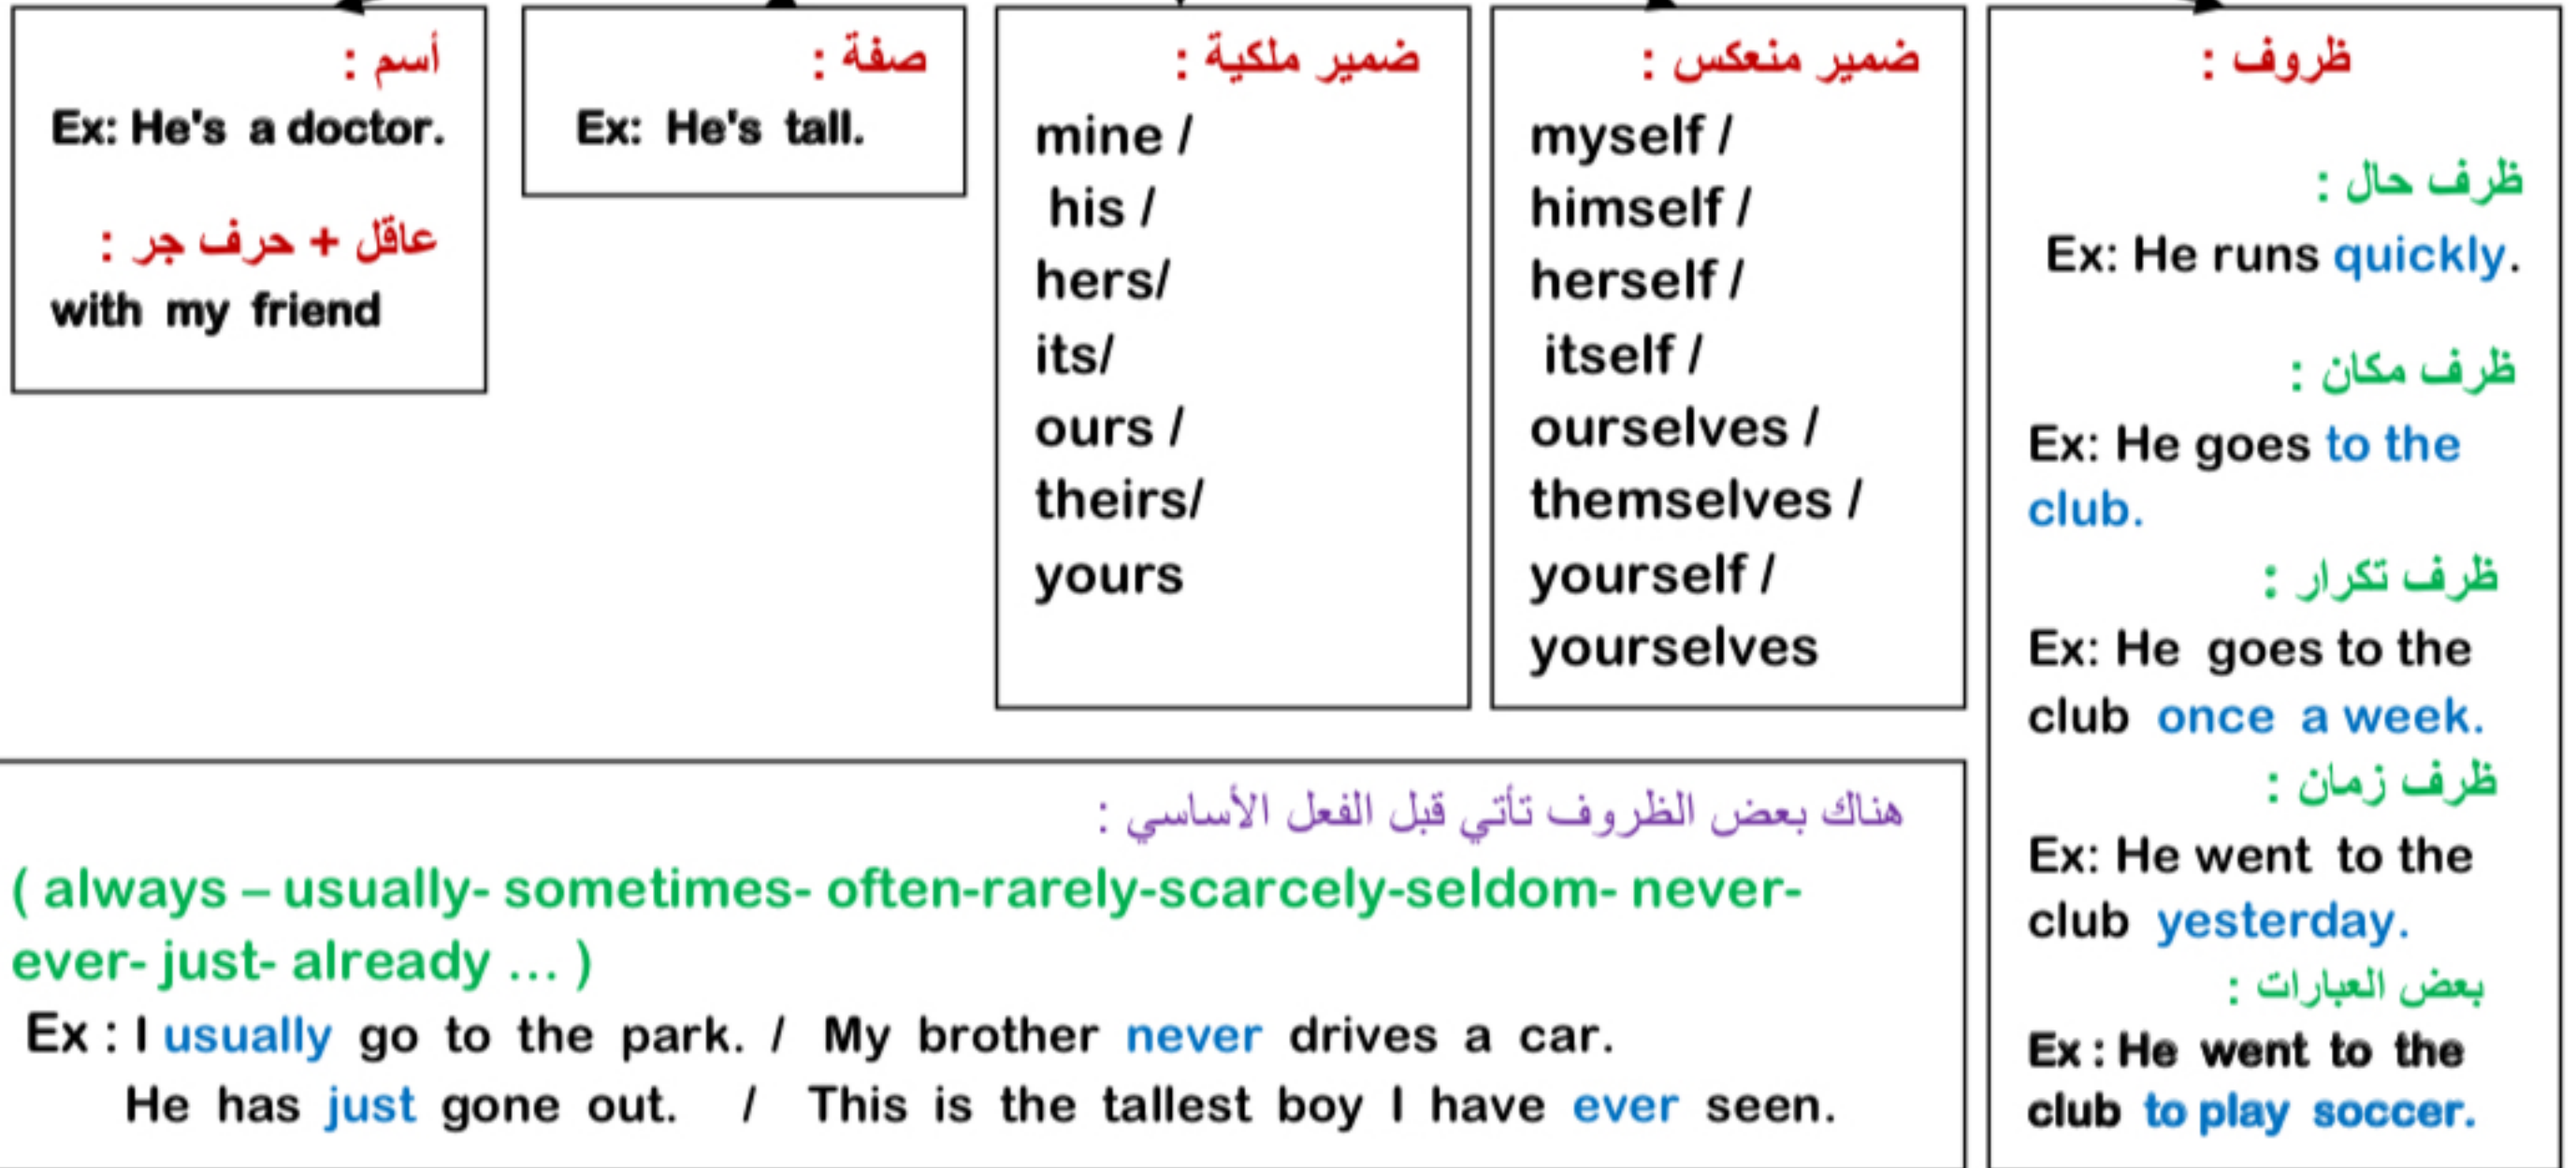 أسم :
Ex: He's a doctor.
عاقل + حرف جر :
with my friend
صفة :
Ex: He's tall.
ضمير ملكية :
mine /
his /
hers/
its/
ours /
theirs/
yours
ضمير منعكس :
myself /
himself /
herself /
itself /
ourselves /
themselves /
yourself /
yourselves
ظروف :
ظرف حال :
Ex: He runs quickly.
ظرف مكان :
Ex: He goes to the
club.
ظرف تكرار :
Ex: He goes to the
club once a week.
ظرف زمان :
Ex: He went to the
club yesterday.
بعض العبارات :
Ex : He went to the
club to play soccer.
هناك بعض الظروف تأتي قبل الفعل الأساسي :
( always – usually- sometimes- often-rarely-scarcely-seldom- never-
ever- just- already ... )
Ex : I usually go to the park. / My brother never drives a car.
He has just gone out. / This is the tallest boy I have ever seen.